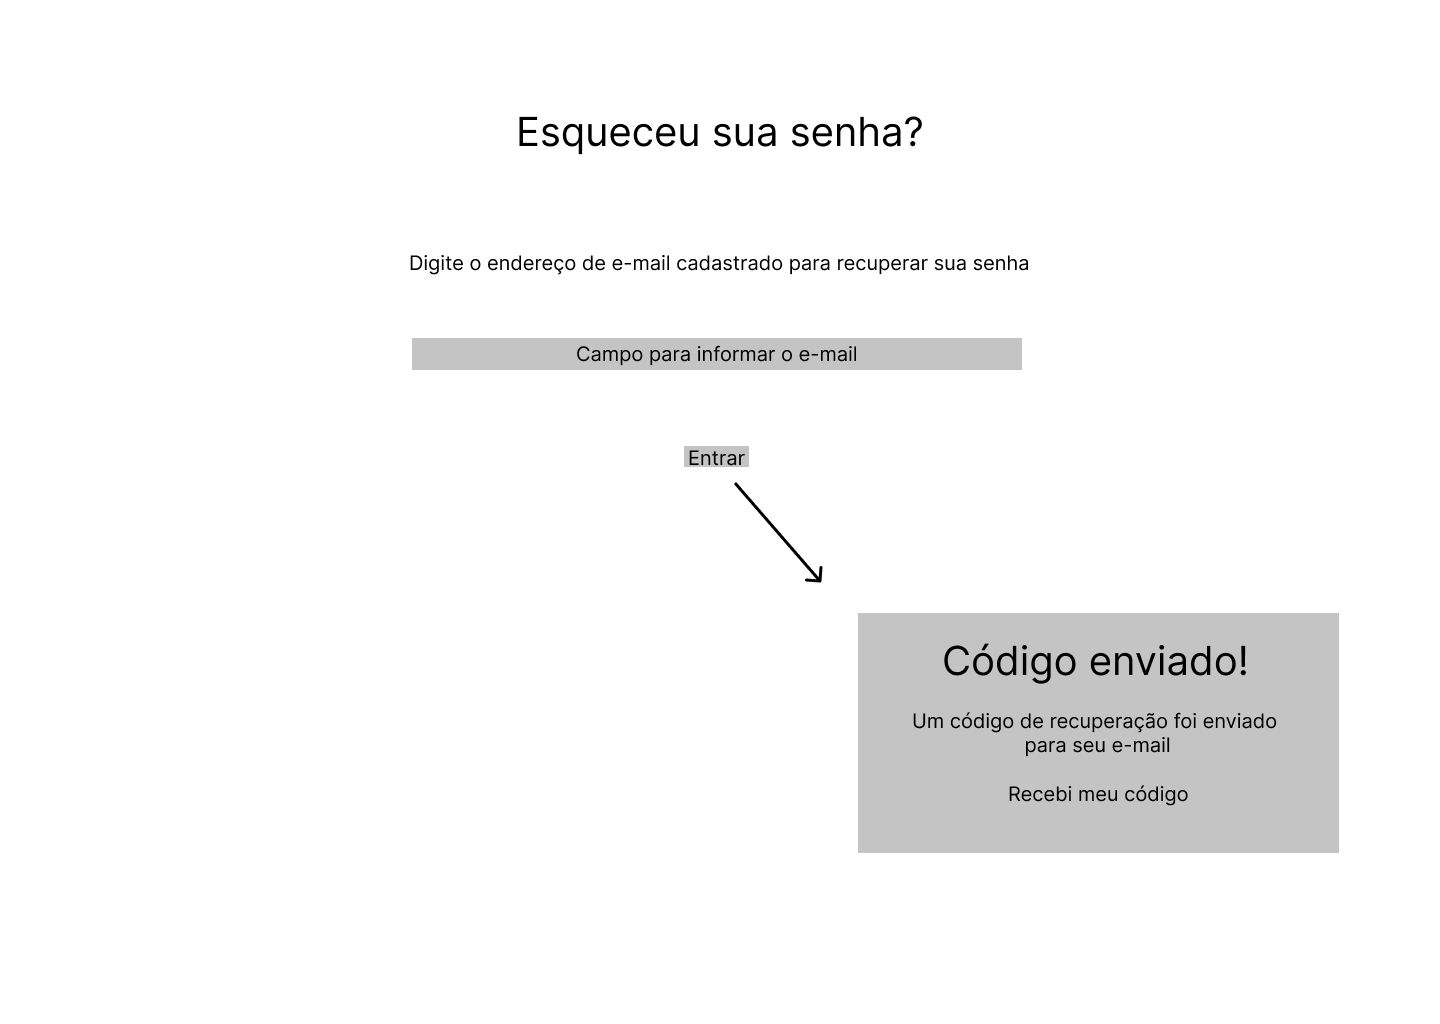 Esqueceu sua senha?
Digite o endereço de e-mail cadastrado para recuperar sua senha
Campo para informar o e-mail
Entrar
Código enviado!
Um código de recuperação foi enviado
para seu e-mail
Recebi meu código